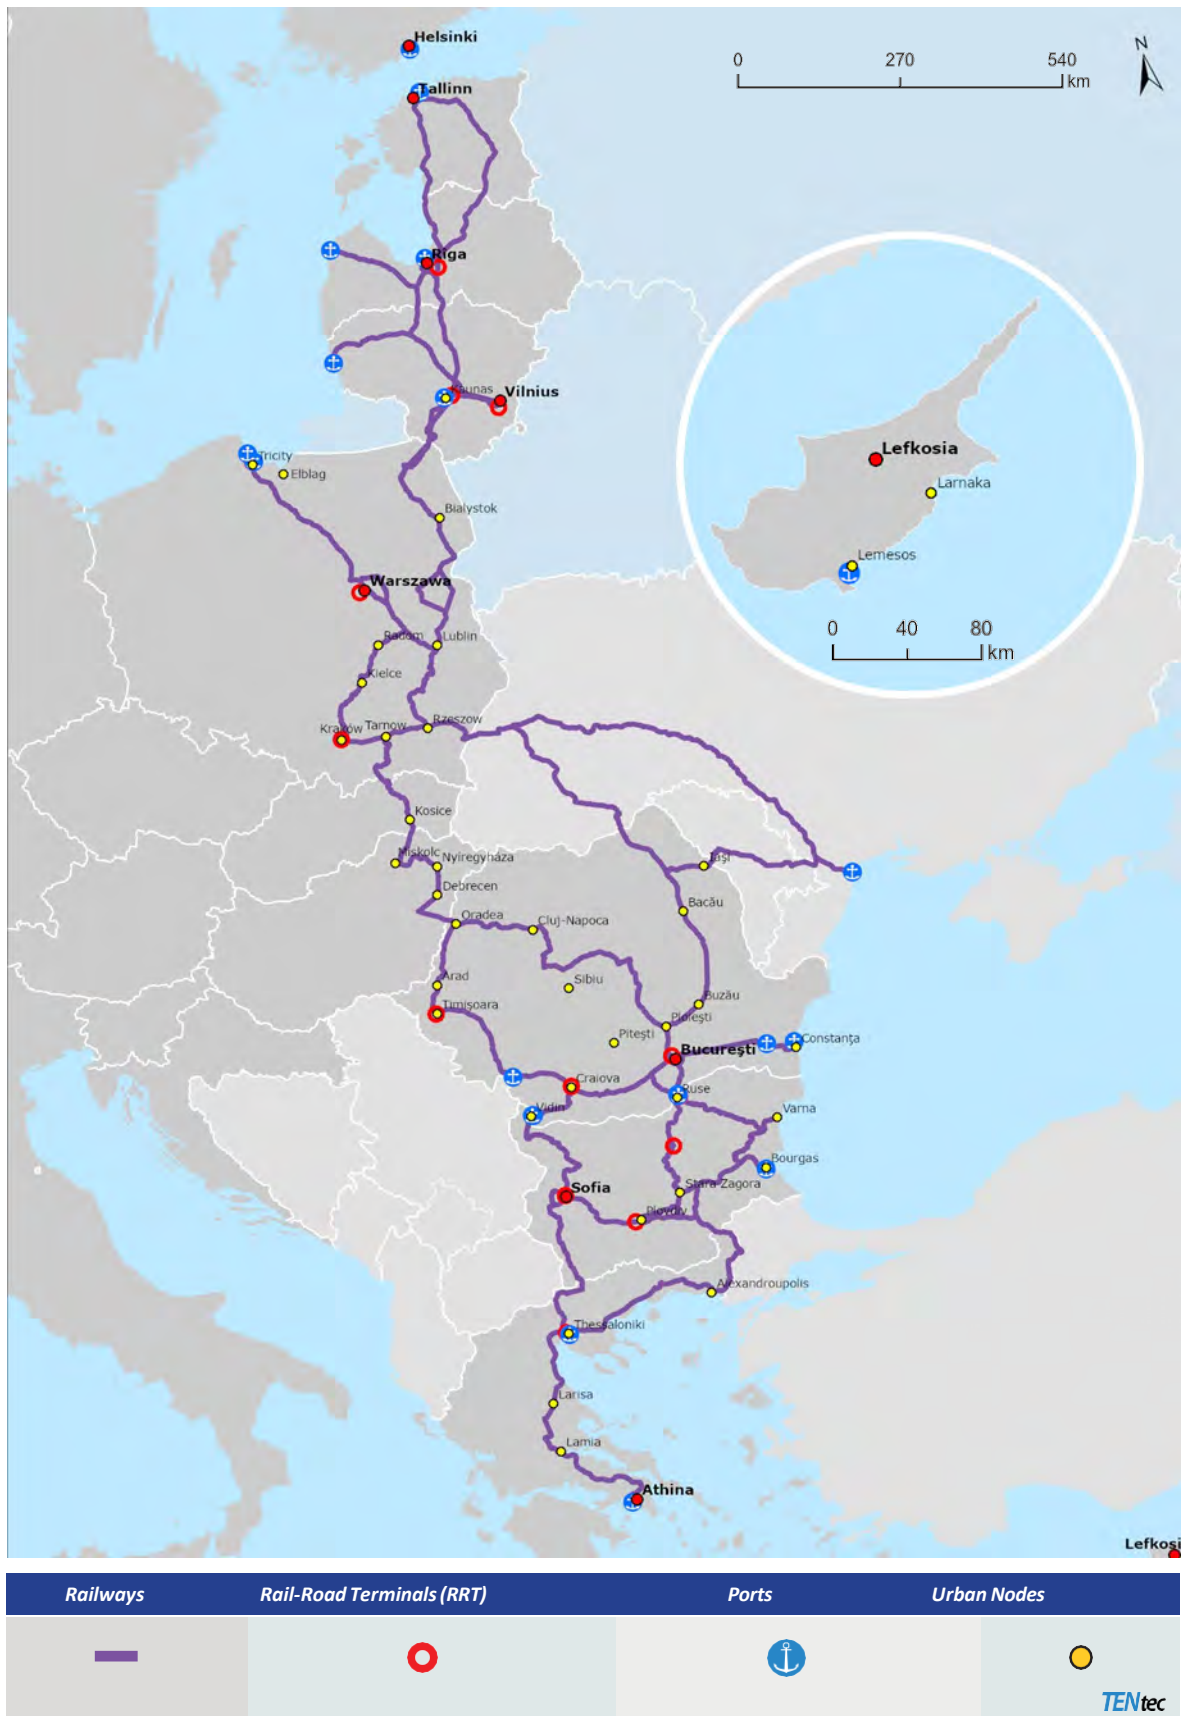 Helsinki
N
0 270 540
km
Tallinn
Riga
Kaunas
Vilnius
Tricity
Elblag
Lefkosia
Larnaka
Bialystok
Lemesos
Warszawa
0 40 80
km
Radom
Lublin
Kielce
Kraków
Tarnow
Rzeszow
Kosice
Miskolc
Nyíregyháza
Iaşi
Debrecen
Bacău
Oradea
Cluj-Napoca
Arad
Sibiu
Timişoara
Buzău
Ploieşti
Piteşti
Bucureşti
Constanţa
Craiova
Ruse
Vidin
Varna
Bourgas
Sofia
Stara Zagora
Plovdiv
Alexandroupolis
Thessaloniki
Larisa
Lamia
Athina
Lefkosi
Railways Rail-Road Terminals (RRT) Ports Urban Nodes
TENtec